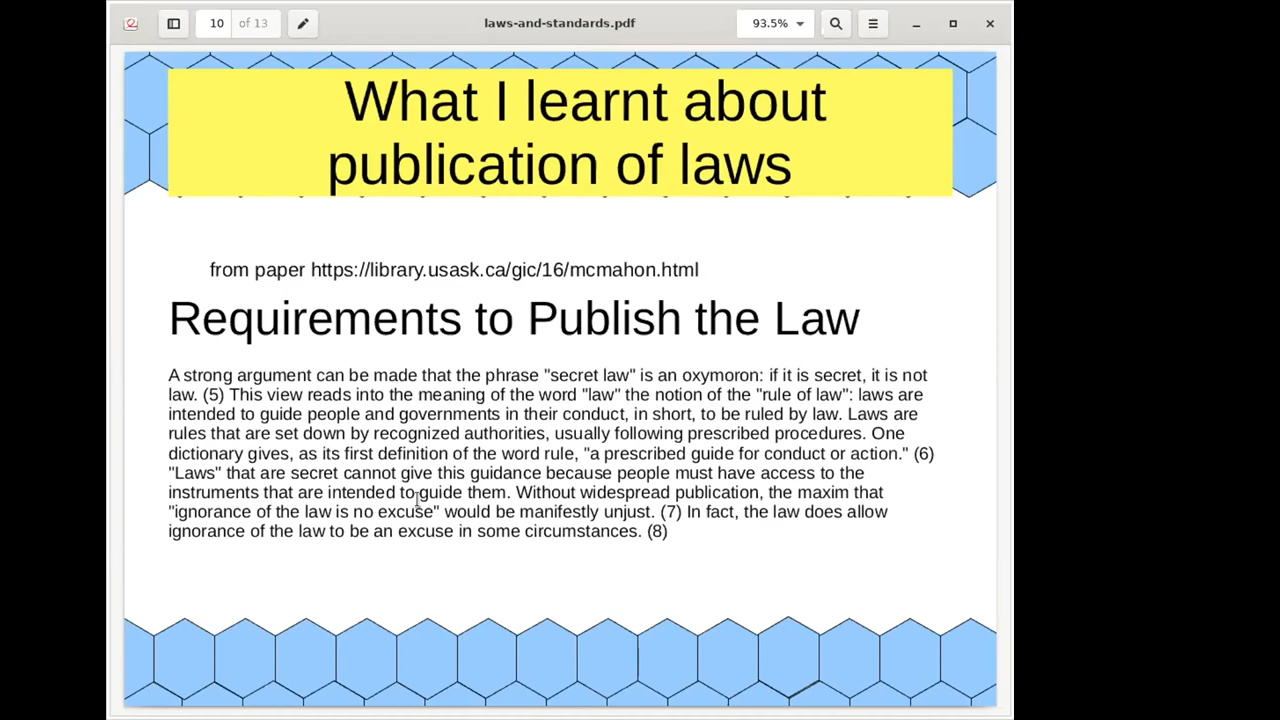 10 of 13
laws-and-standards.pdf
93.5%
What I learnt about
publication of laws
from paper https://library.usask.ca/gic/16/mcmahon.html
Requirements to Publish the Law
A strong argument can be made that the phrase "secret law" is an oxymoron: if it is secret, it is not
law. (5) This view reads into the meaning of the word "law" the notion of the "rule of law": laws are
intended to guide people and governments in their conduct, in short, to be ruled by law. Laws are
rules that are set down by recognized authorities, usually following prescribed procedures. One
dictionary gives, as its first definition of the word rule, "a prescribed guide for conduct or action." (6)
"Laws" that are secret cannot give this guidance because people must have access to the
instruments that are intended to guide them. Without widespread publication, the maxim that
"ignorance of the law is no excuse" would be manifestly unjust. (7) In fact, the law does allow
ignorance of the law to be an excuse in some circumstances. (8)